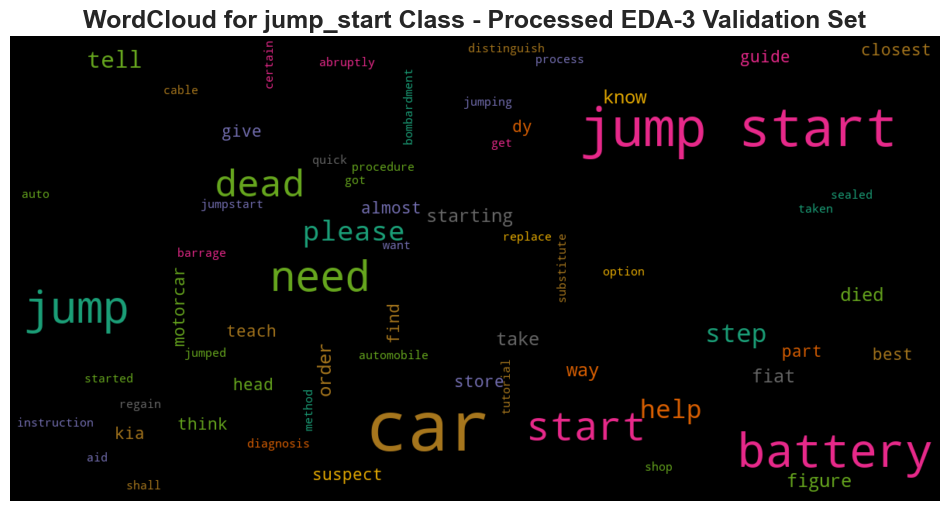 WordCloud for jump_start Class - Processed EDA-3 Validation Set
tell
cable
certain
abruptly
distinguish
process
guide
closest
bombardment
jumping
know
jump start
give
dy
get
quick
procedure
got
dead
auto
jumpstart
almost
starting
sealed
taken
please
want
replace
barrage
substitute
option
need
motorcar
jump
died
find
teach
step
take
order
jumped
automobile
part
best
started
head
store
tutorial
way
fiat
regain
method
help
instruction
think
kia
car
start
diagnosis
battery
aid
suspect
shop
figure
shall